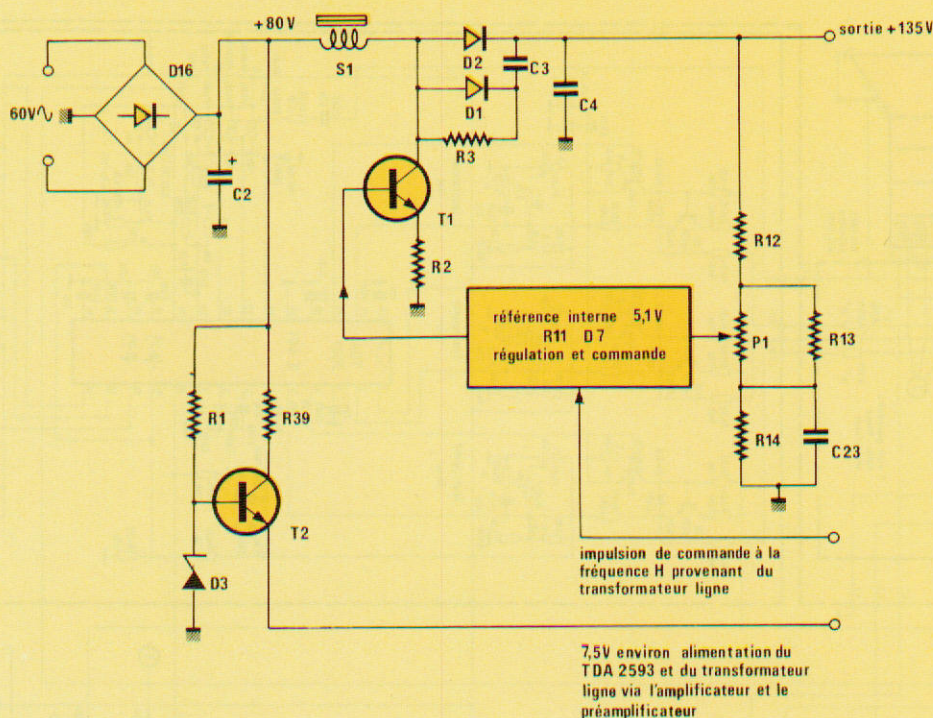 +80V
sortie +135V
D16
S1
D2
C3
C4
D1
60V
R3
+
C2
T1
R12
R2
référence interne 5,1 V
R11 D7
régulation et commande
P1
R13
R1
R39
R14
C23
T2
D3
impulsion de commande à la
fréquence H provenant du
transformateur ligne
7,5V environ alimentation du
TDA 2593 et du transformateur
ligne via l'amplificateur et le
préamplificateur